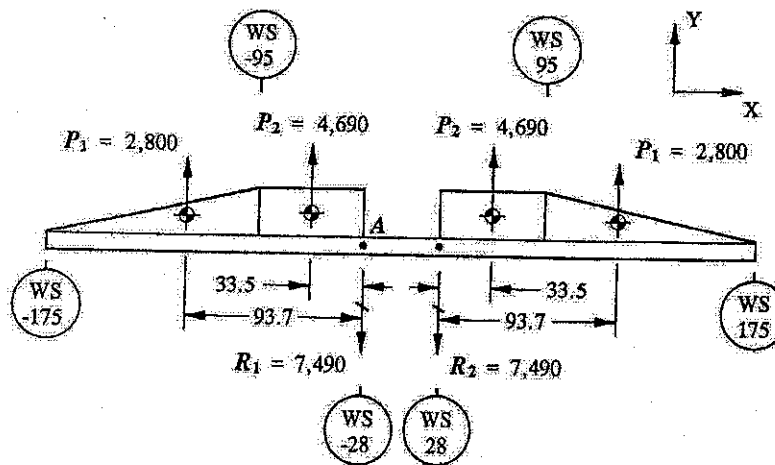 WS
-95
WS
95
Y
X
P₁ = 2,800
P₂ = 4,690
P₂ = 4,690
P₁ = 2,800
A
33.5
33.5
93.7
93.7
WS
-175
WS
175
R₁ = 7,490
R₂ = 7,490
WS
-28
WS
28